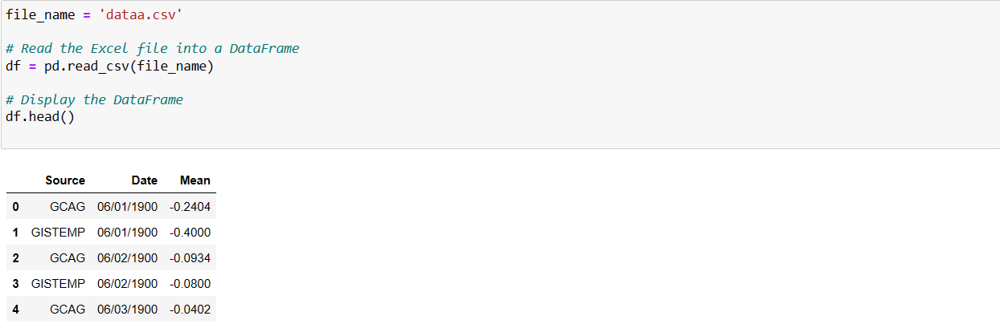 file_name = 'dataa.csv'
# Read the Excel file into a DataFrame
df = pd.read_csv(file_name)
# Display the DataFrame
df.head()
Source Date Mean
0 GCAG 06/01/1900 -0.2404
1 GISTEMP 06/01/1900 -0.4000
2 GCAG 06/02/1900 -0.0934
3 GISTEMP 06/02/1900 -0.0800
4 GCAG 06/03/1900 -0.0402